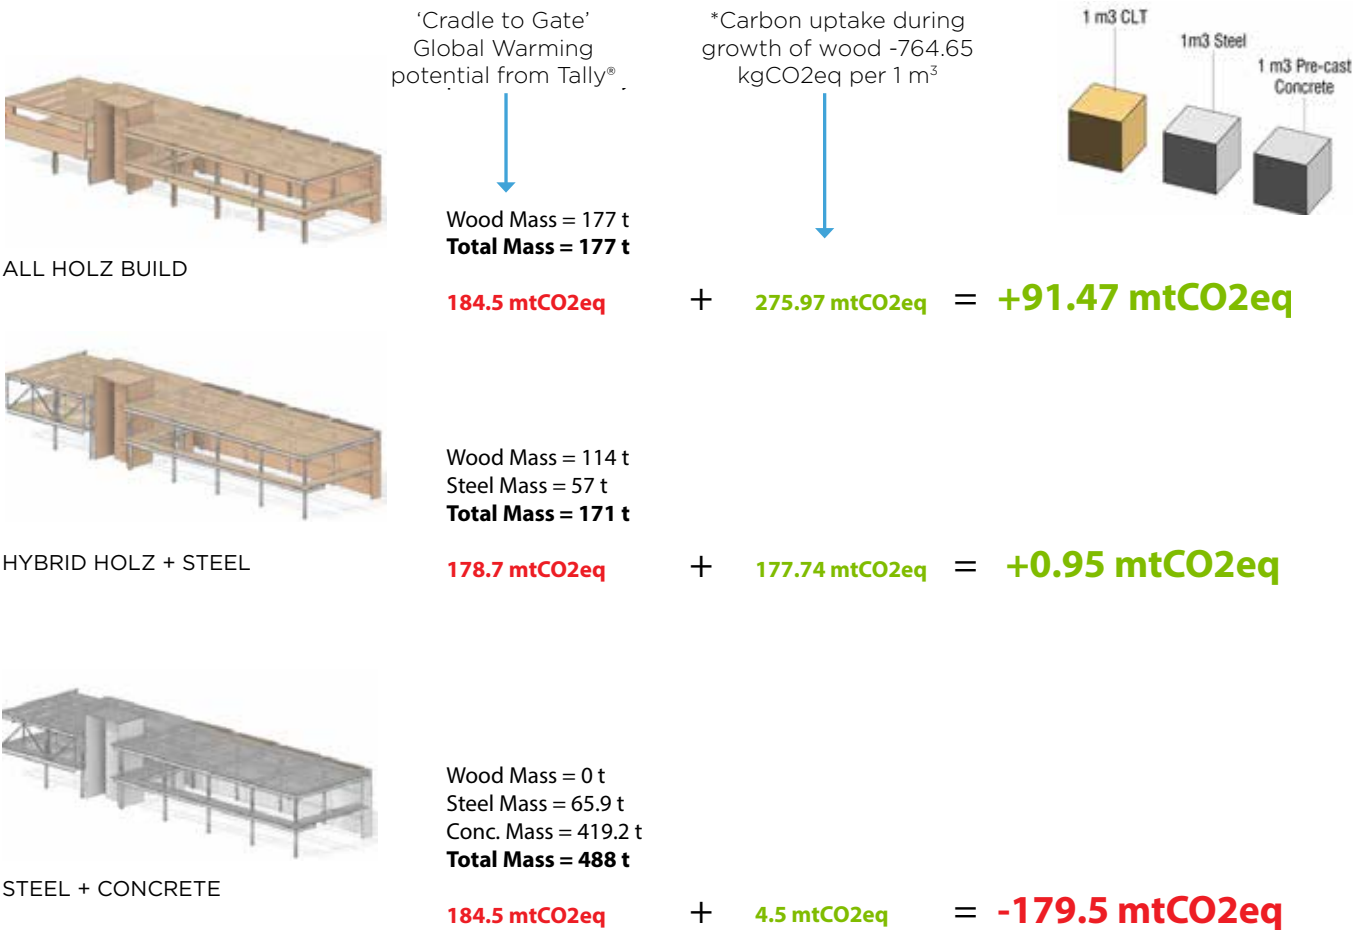 ‘Cradle to Gate’
Global Warming
potential from Tally®
*Carbon uptake during
growth of wood -764.65
kgCO2eq per 1 m³
1 m3 CLT
1m3 Steel
1 m3 Pre-cast
Concrete
Wood Mass = 177 t
Total Mass = 177 t
ALL HOLZ BUILD
184.5 mtCO2eq + 275.97 mtCO2eq = +91.47 mtCO2eq
Wood Mass = 114 t
Steel Mass = 57 t
Total Mass = 171 t
HYBRID HOLZ + STEEL
178.7 mtCO2eq + 177.74 mtCO2eq = +0.95 mtCO2eq
Wood Mass = 0 t
Steel Mass = 65.9 t
Conc. Mass = 419.2 t
Total Mass = 488 t
STEEL + CONCRETE
184.5 mtCO2eq + 4.5 mtCO2eq = -179.5 mtCO2eq